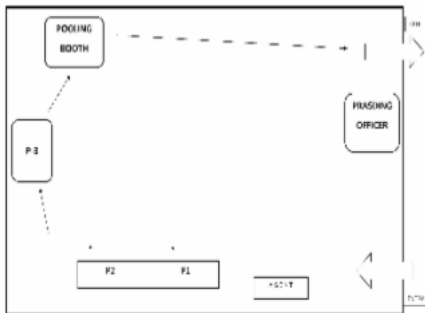 POOLING
BOOTH
PRASIDING
OFFICER
P 3
P2 P1
AGENT